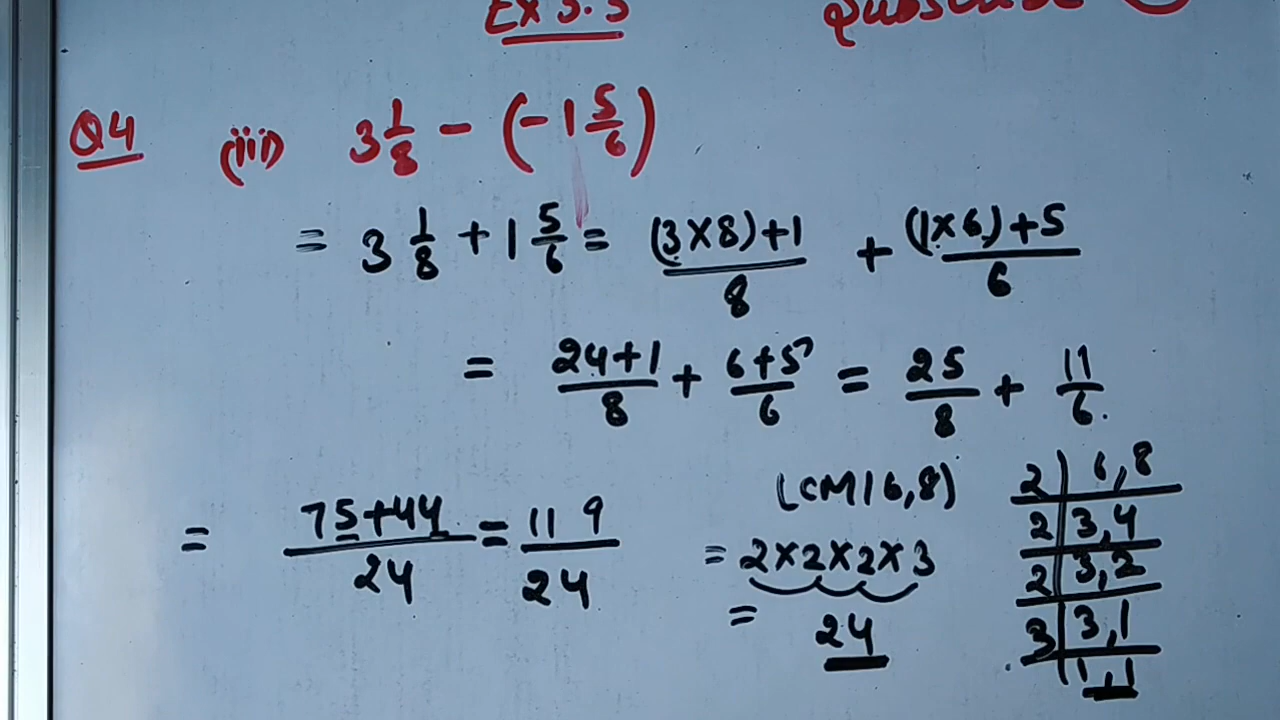 Ex 3.3 Subscribe
Q4 (iii) 3 1/8 - (-1 5/6)
= 3 1/8 + 1 5/6 = (3×8)+1/8 + (1×6)+5/6
= 24+1/8 + 6+5/6 = 25/8 + 11/6.
LCM(6,8) 2 | 6,8
2 | 3,4
= 75+44/24 = 119/24 = 2×2×2×3 2 | 3,2
= 24 3 | 3,1
1,1